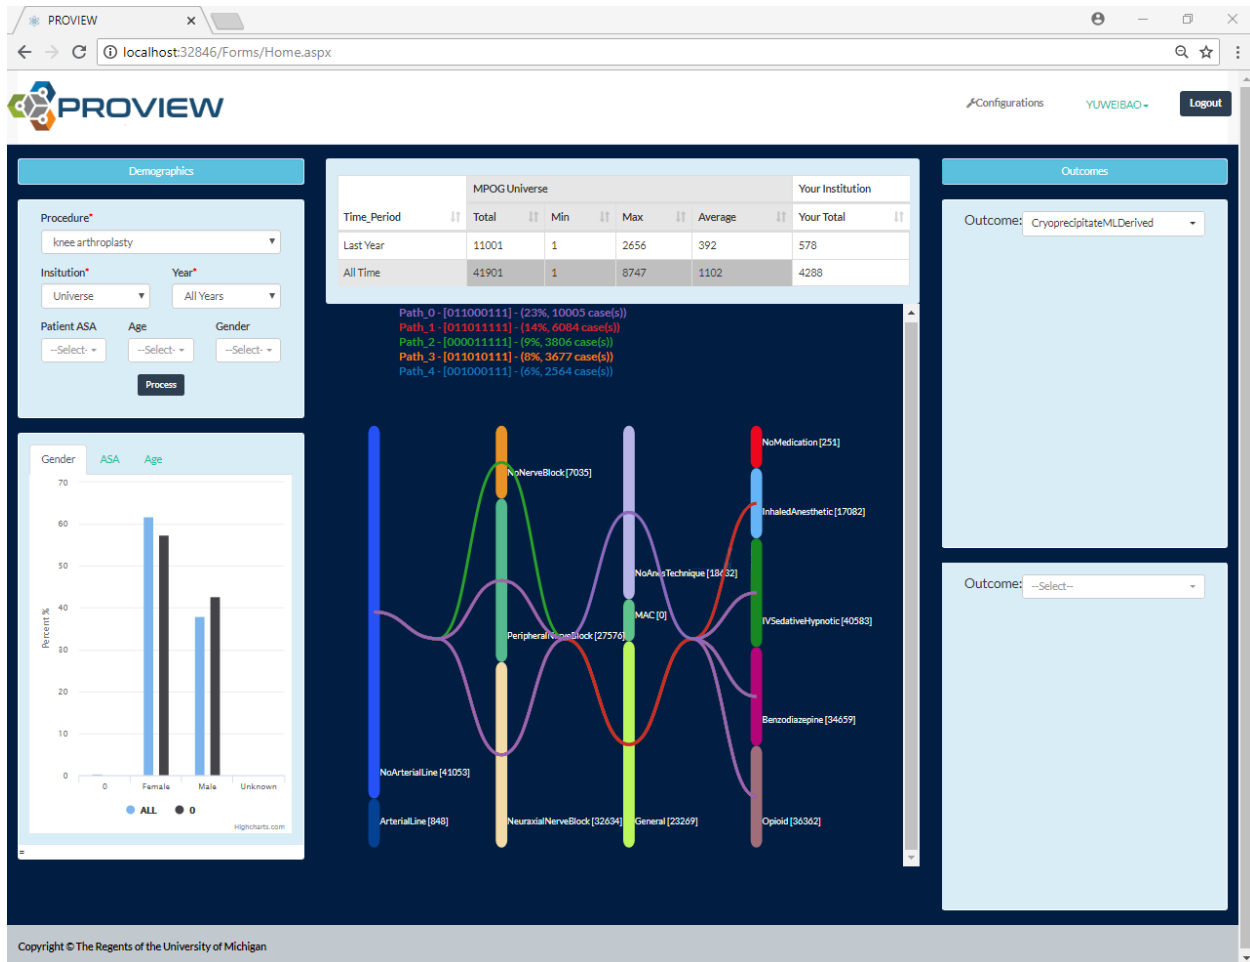 PROVIEW
localhost:32846/Forms/Home.aspx
PROVIEW
Configurations
YUWEIBAO
Logout
Demographics
Procedure*
knee arthroplasty
Insitution*
Year*
Universe
All Years
Patient ASA
Age
Gender
--Select-
--Select-
--Select-
Process
Gender
ASA
Age
Percent %
70
60
50
40
30
20
10
0
0
Female
Male
Unknown
ALL
0
Highcharts.com
=
MPOG Universe
Your Institution
Time_Period
Total
Min
Max
Average
Your Total
Last Year
11001
1
2656
392
578
All Time
41901
1
8747
1102
4288
Path_0 - [011000111] - (23%, 10005 case(s))
Path_1 - [011011111] - (14%, 6084 case(s))
Path_2 - [000011111] - (9%, 3806 case(s))
Path_3 - [011010111] - (8%, 3677 case(s))
Path_4 - [001000111] - (6%, 2564 case(s))
NoArterialLine [41053]
ArterialLine [848]
NoNerveBlock [7035]
PeripheralNerveBlock [27576]
NeuraxialNerveBlock [32634]
NoAnesTechnique [18632]
MAC [0]
General [23269]
NoMedication [251]
InhaledAnesthetic [17082]
IVSedativeHypnotic [40583]
Benzodiazepine [34659]
Opioid [36362]
Outcomes
Outcome:
CryoprecipitateMLDerived
Outcome:
--Select--
Copyright © The Regents of the University of Michigan